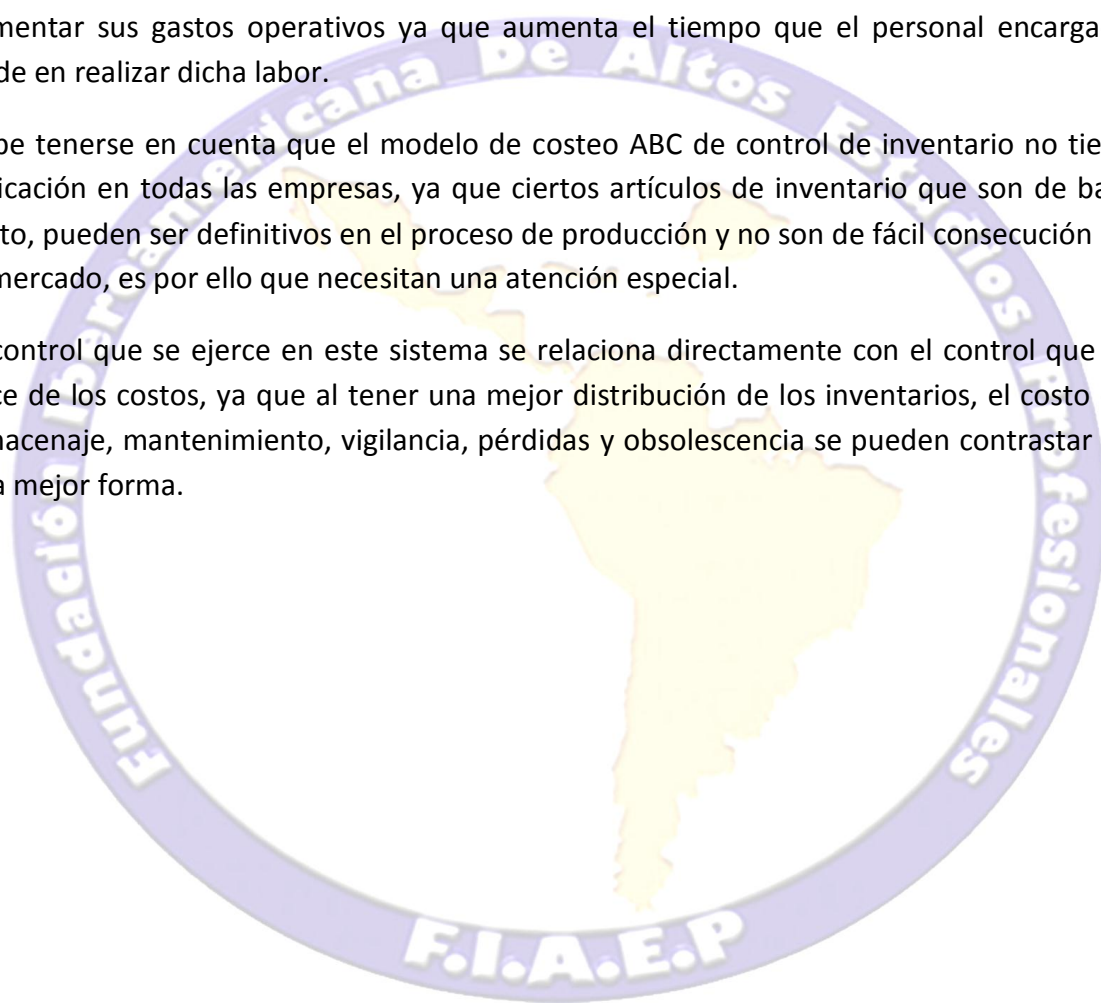 mentar sus gastos operativos ya que aumenta el tiempo que el personal encarga
de en realizar dicha labor.
be tenerse en cuenta que el modelo de costeo ABC de control de inventario no tie
icación en todas las empresas, ya que ciertos artículos de inventario que son de ba
to, pueden ser definitivos en el proceso de producción y no son de fácil consecución
mercado, es por ello que necesitan una atención especial.
control que se ejerce en este sistema se relaciona directamente con el control que
ce de los costos, ya que al tener una mejor distribución de los inventarios, el costo
nacenaje, mantenimiento, vigilancia, pérdidas y obsolescencia se pueden contrastar
a mejor forma.
Fundación Iberoamericana De Altos Estudios Profesionales
F.I.A.E.P